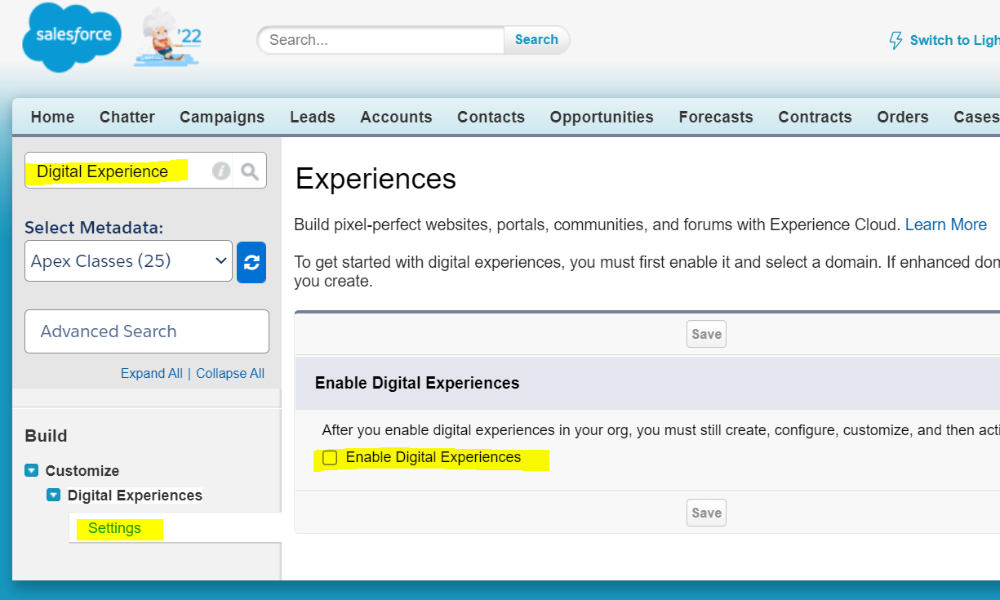 salesforce
'22
Search...
Search
Switch to Ligh
Home Chatter Campaigns Leads Accounts Contacts Opportunities Forecasts Contracts Orders Cases
Digital Experience
Select Metadata:
Apex Classes (25)
Advanced Search
Expand All | Collapse All
Build
Customize
Digital Experiences
Settings
Experiences
Build pixel-perfect websites, portals, communities, and forums with Experience Cloud. Learn More
To get started with digital experiences, you must first enable it and select a domain. If enhanced dom
you create.
Save
Enable Digital Experiences
After you enable digital experiences in your org, you must still create, configure, customize, and then acti
Enable Digital Experiences
Save